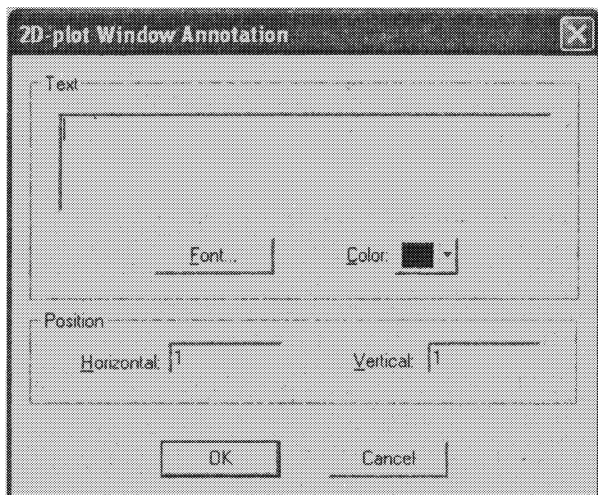 2D-plot Window Annotation
Text
Font... Color:
Position
Horizontal: 1 Vertical: 1
OK Cancel